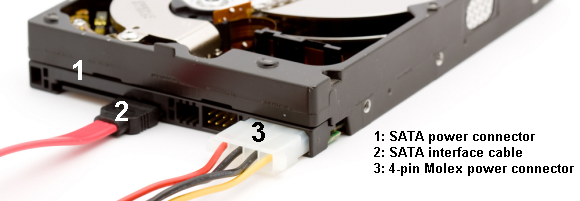 1
2
3
1: SATA power connector
2: SATA interface cable
3: 4-pin Molex power connector